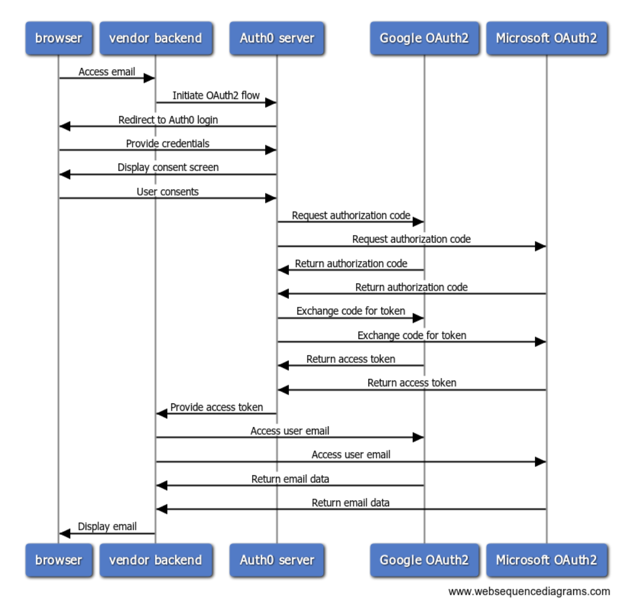 browser vendor backend Auth0 server Google OAuth2 Microsoft OAuth2
Access email
Initiate OAuth2 flow
Redirect to Auth0 login
Provide credentials
Display consent screen
User consents
Request authorization code
Request authorization code
Return authorization code
Return authorization code
Exchange code for token
Exchange code for token
Return access token
Return access token
Provide access token
Access user email
Access user email
Return email data
Return email data
Display email
browser vendor backend Auth0 server Google OAuth2 Microsoft OAuth2
www.websequencediagrams.com